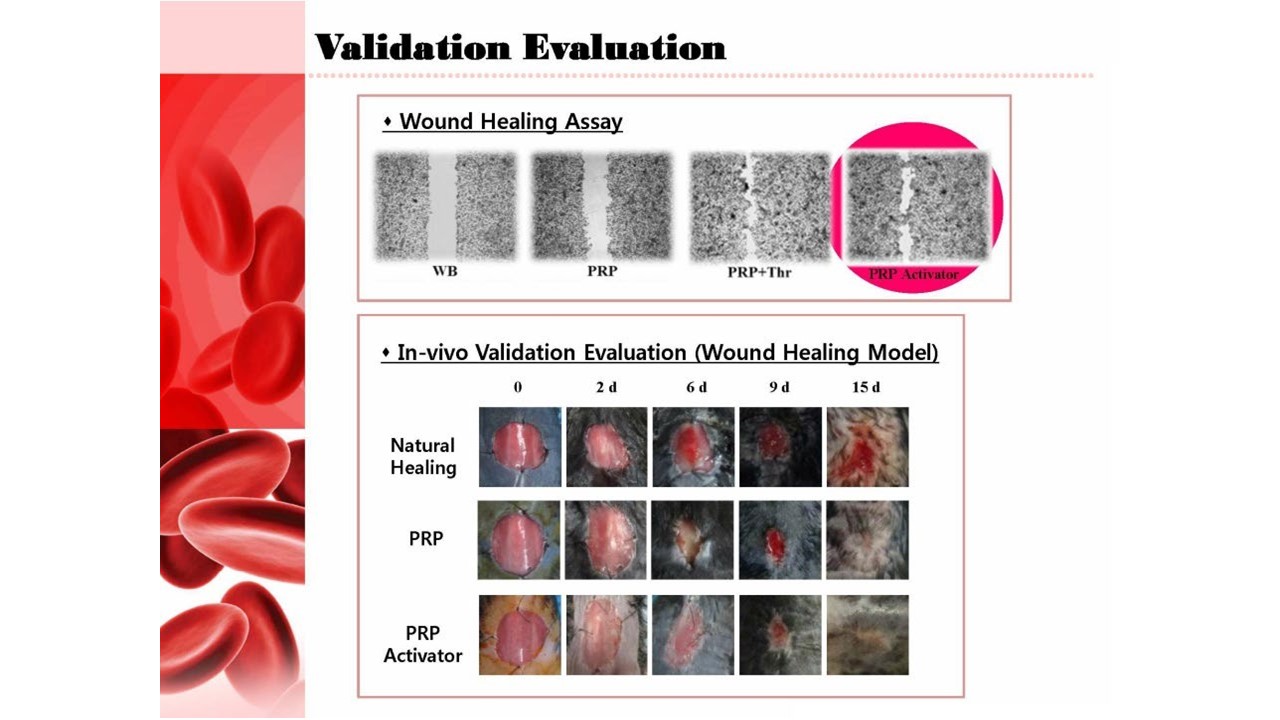 Validation Evaluation
♦ Wound Healing Assay
WB PRP PRP+Thr PRP Activator
♦ In-vivo Validation Evaluation (Wound Healing Model)
0 2 d 6 d 9 d 15 d
Natural
Healing
PRP
PRP
Activator